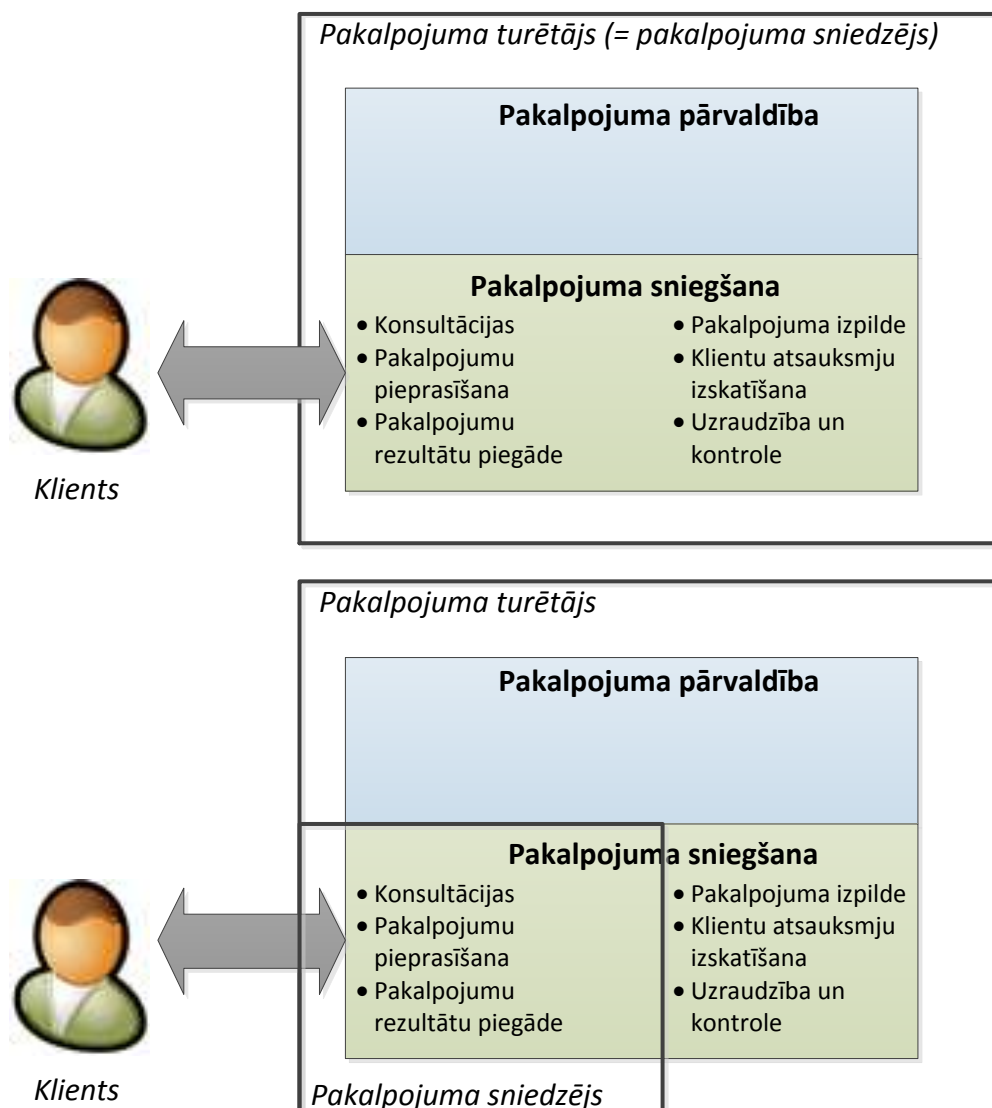 Pakalpojuma turētājs (= pakalpojuma sniedzējs)
Pakalpojuma pārvaldība
Pakalpojuma sniegšana
• Konsultācijas
• Pakalpojumu
pieprasīšana
• Pakalpojumu
rezultātu piegāde
• Pakalpojuma izpilde
• Klientu atsauksmju
izskatīšana
• Uzraudzība un
kontrole
Klients
Pakalpojuma turētājs
Pakalpojuma pārvaldība
Pakalpojuma sniegšana
• Konsultācijas
• Pakalpojumu
pieprasīšana
• Pakalpojumu
rezultātu piegāde
• Pakalpojuma izpilde
• Klientu atsauksmju
izskatīšana
• Uzraudzība un
kontrole
Klients
Pakalpojuma sniedzējs